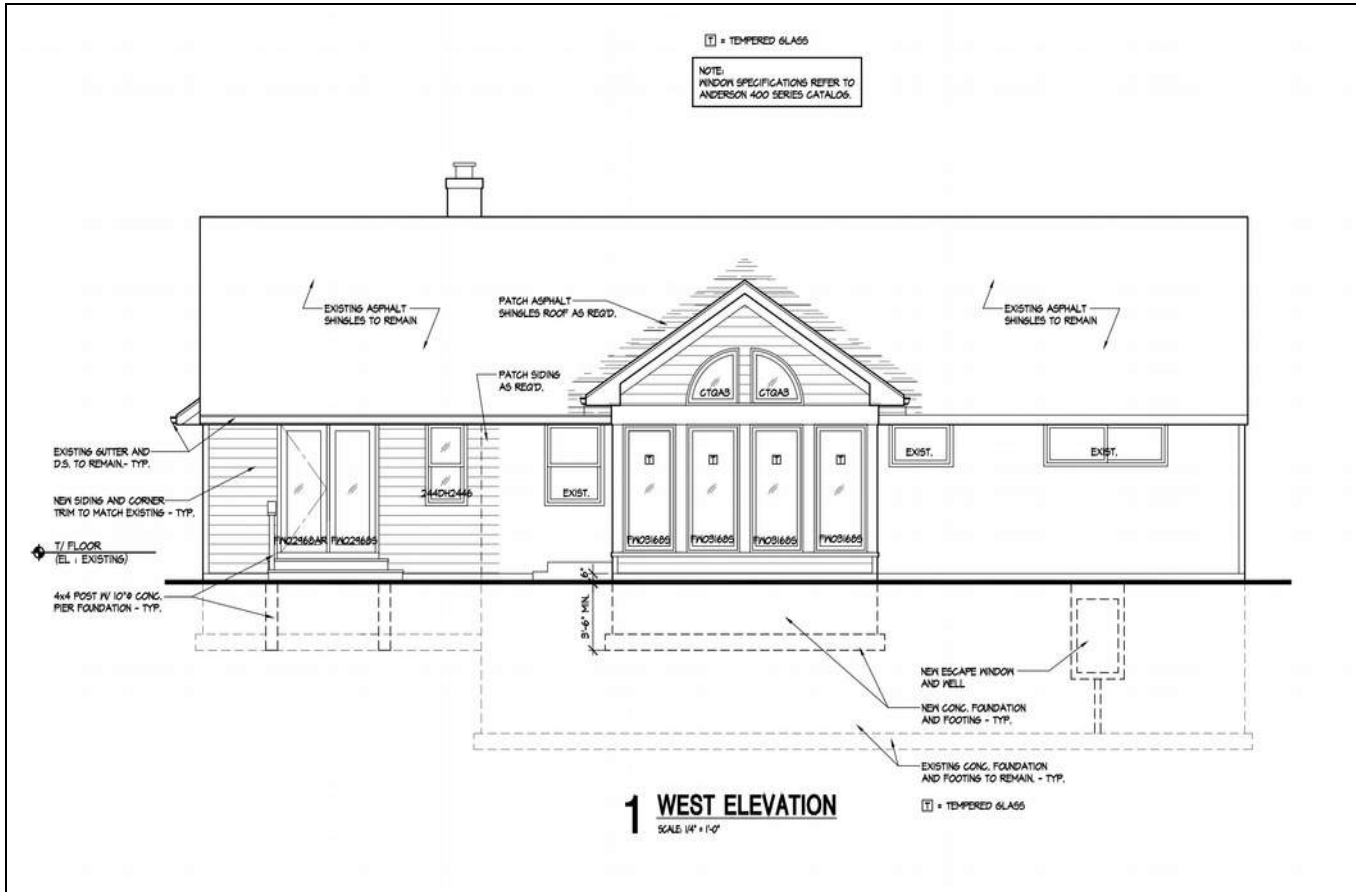 T = TEMPERED GLASS
NOTE:
WINDOW SPECIFICATIONS REFER TO
ANDERSON 400 SERIES CATALOG.
EXISTING ASPHALT
SHINGLES TO REMAIN
PATCH ASPHALT
SHINGLES ROOF AS REQ'D.
EXISTING ASPHALT
SHINGLES TO REMAIN
PATCH SIDING
AS REQ'D.
CTQA3
CTQA3
EXISTING GUTTER AND
D.S. TO REMAIN.- TYP.
T
T
T
T
EXIST.
EXIST.
NEW SIDING AND CORNER
TRIM TO MATCH EXISTING - TYP.
244DH2446
EXIST.
FWO2968AR
FWO2968S
FWO3168S
FWO3168S
FWO3168S
FWO3168S
T/ FLOOR
(EL : EXISTING)
6"
4x4 POST W/ 10"Φ CONC.
PIER FOUNDATION - TYP.
3'-6" MIN.
NEW ESCAPE WINDOW
AND WELL
NEW CONC. FOUNDATION
AND FOOTING - TYP.
EXISTING CONC. FOUNDATION
AND FOOTING TO REMAIN. - TYP.
1 WEST ELEVATION
SCALE: 1/4" = 1'-0"
T = TEMPERED GLASS